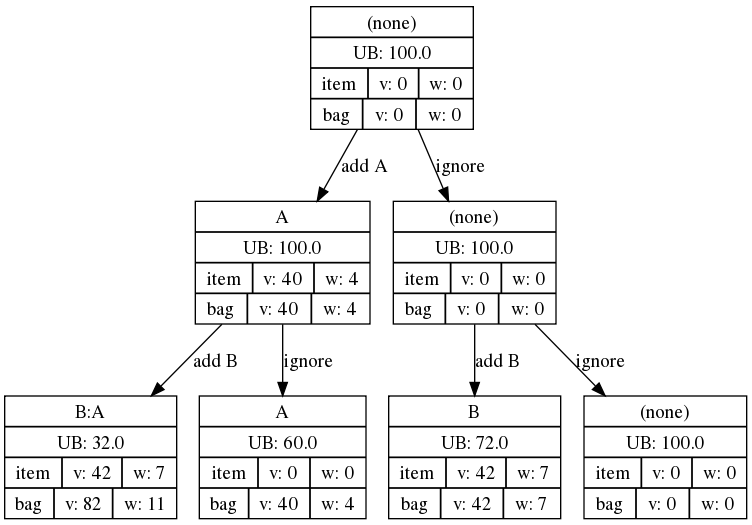 (none)
UB: 100.0
item v: 0 w: 0
bag v: 0 w: 0
add A ignore
A
UB: 100.0
item v: 40 w: 4
bag v: 40 w: 4
(none)
UB: 100.0
item v: 0 w: 0
bag v: 0 w: 0
add B ignore add B ignore
B:A
UB: 32.0
item v: 42 w: 7
bag v: 82 w: 11
A
UB: 60.0
item v: 0 w: 0
bag v: 40 w: 4
B
UB: 72.0
item v: 42 w: 7
bag v: 42 w: 7
(none)
UB: 100.0
item v: 0 w: 0
bag v: 0 w: 0